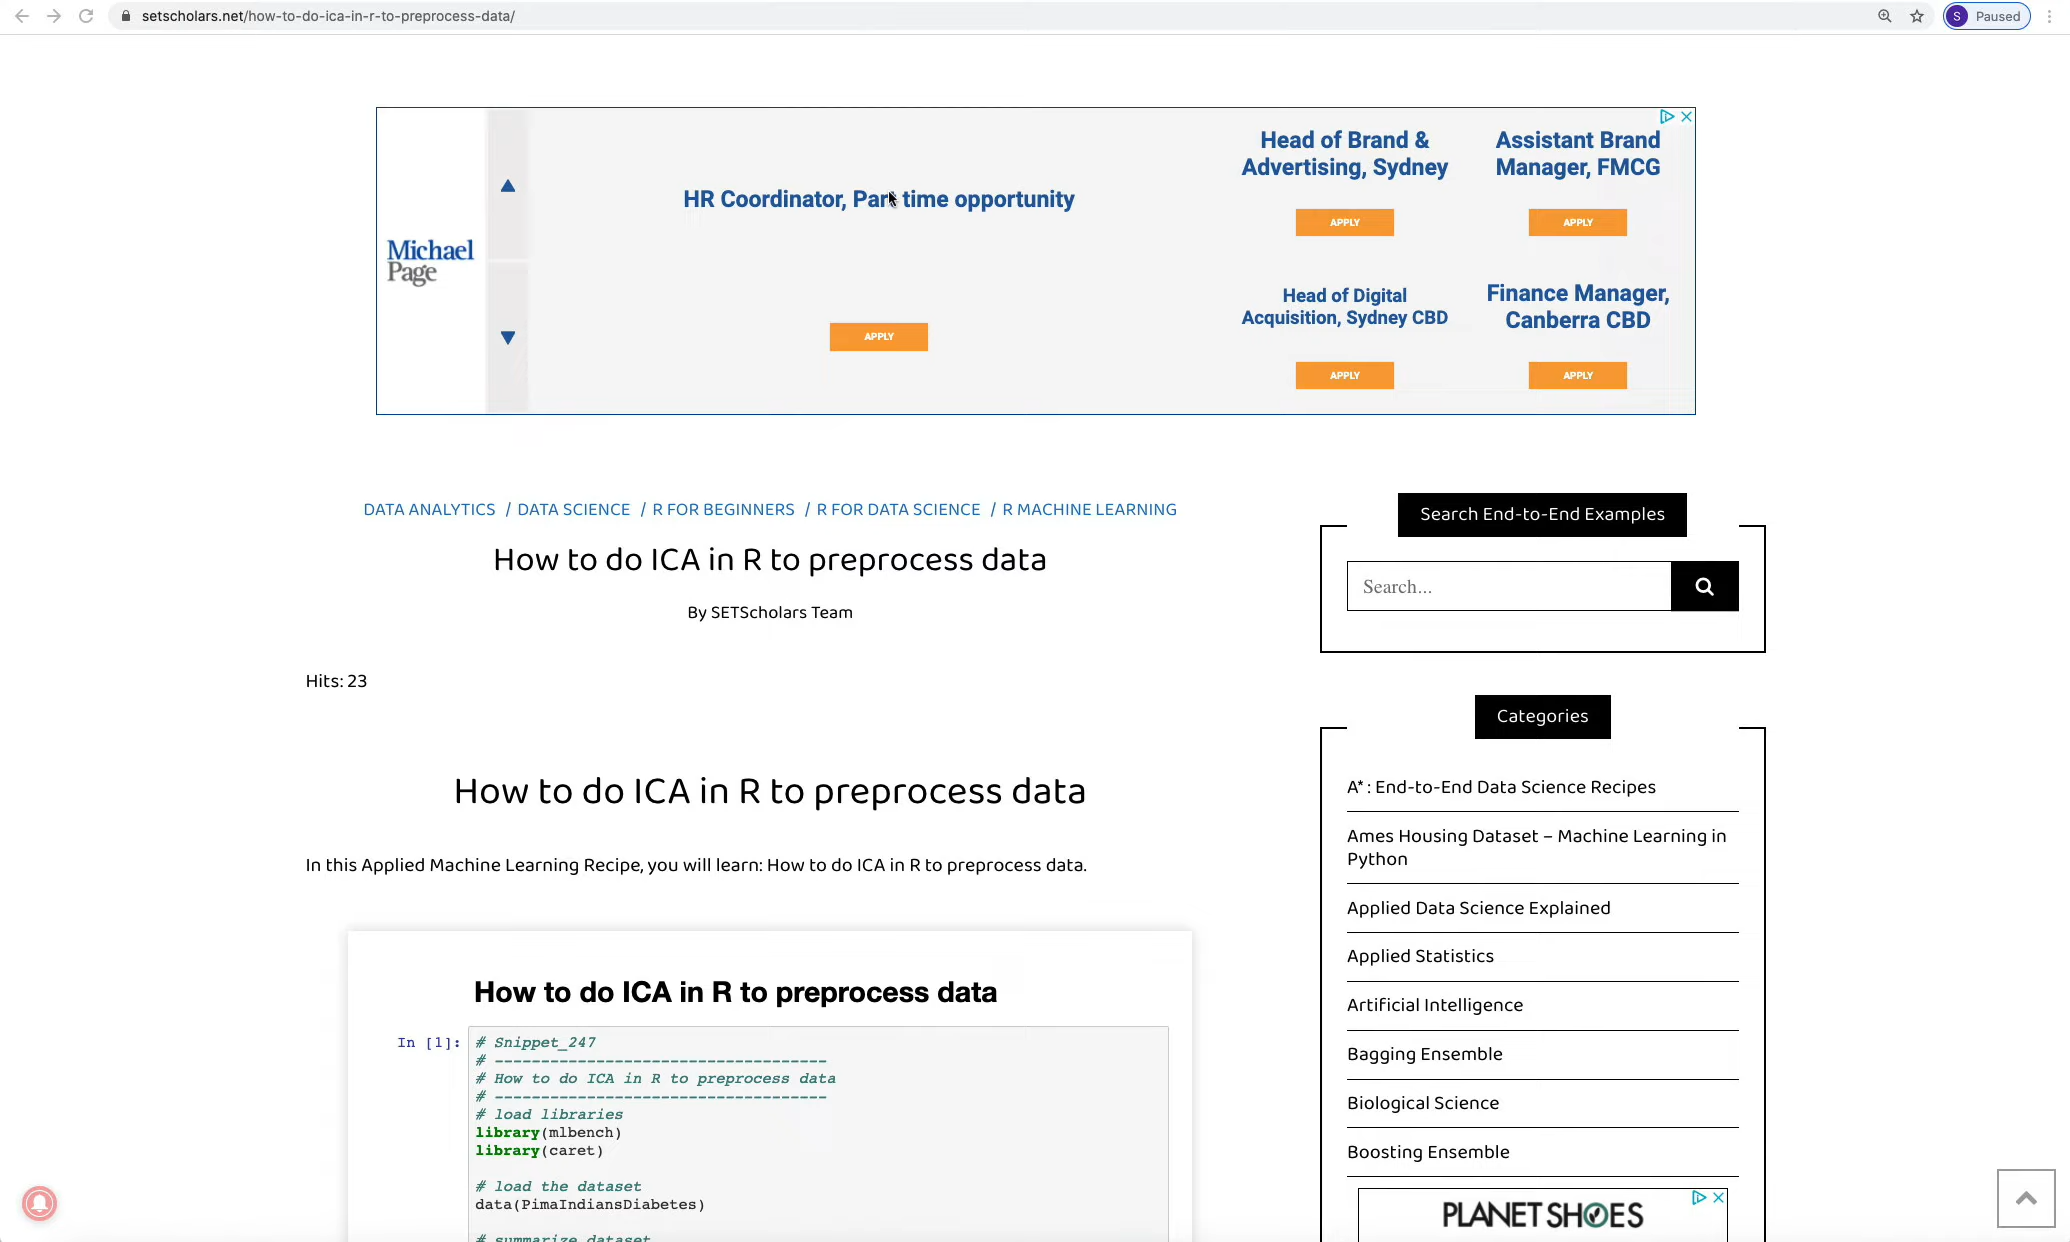 setscholars.net/how-to-do-ica-in-r-to-preprocess-data/
S Paused
Michael
Page
HR Coordinator, Part time opportunity
APPLY
Head of Brand &
Advertising, Sydney
APPLY
Assistant Brand
Manager, FMCG
APPLY
Head of Digital
Acquisition, Sydney CBD
APPLY
Finance Manager,
Canberra CBD
APPLY
DATA ANALYTICS / DATA SCIENCE / R FOR BEGINNERS / R FOR DATA SCIENCE / R MACHINE LEARNING
How to do ICA in R to preprocess data
By SETScholars Team
Hits: 23
How to do ICA in R to preprocess data
In this Applied Machine Learning Recipe, you will learn: How to do ICA in R to preprocess data.
How to do ICA in R to preprocess data
In [1]:
# Snippet_247
# ------------------------------------
# How to do ICA in R to preprocess data
# ------------------------------------
# load libraries
library(mlbench)
library(caret)
# load the dataset
data(PimaIndiansDiabetes)
# summarize dataset
Search End-to-End Examples
Search...
Categories
A* : End-to-End Data Science Recipes
Ames Housing Dataset – Machine Learning in
Python
Applied Data Science Explained
Applied Statistics
Artificial Intelligence
Bagging Ensemble
Biological Science
Boosting Ensemble
PLANET SHOES